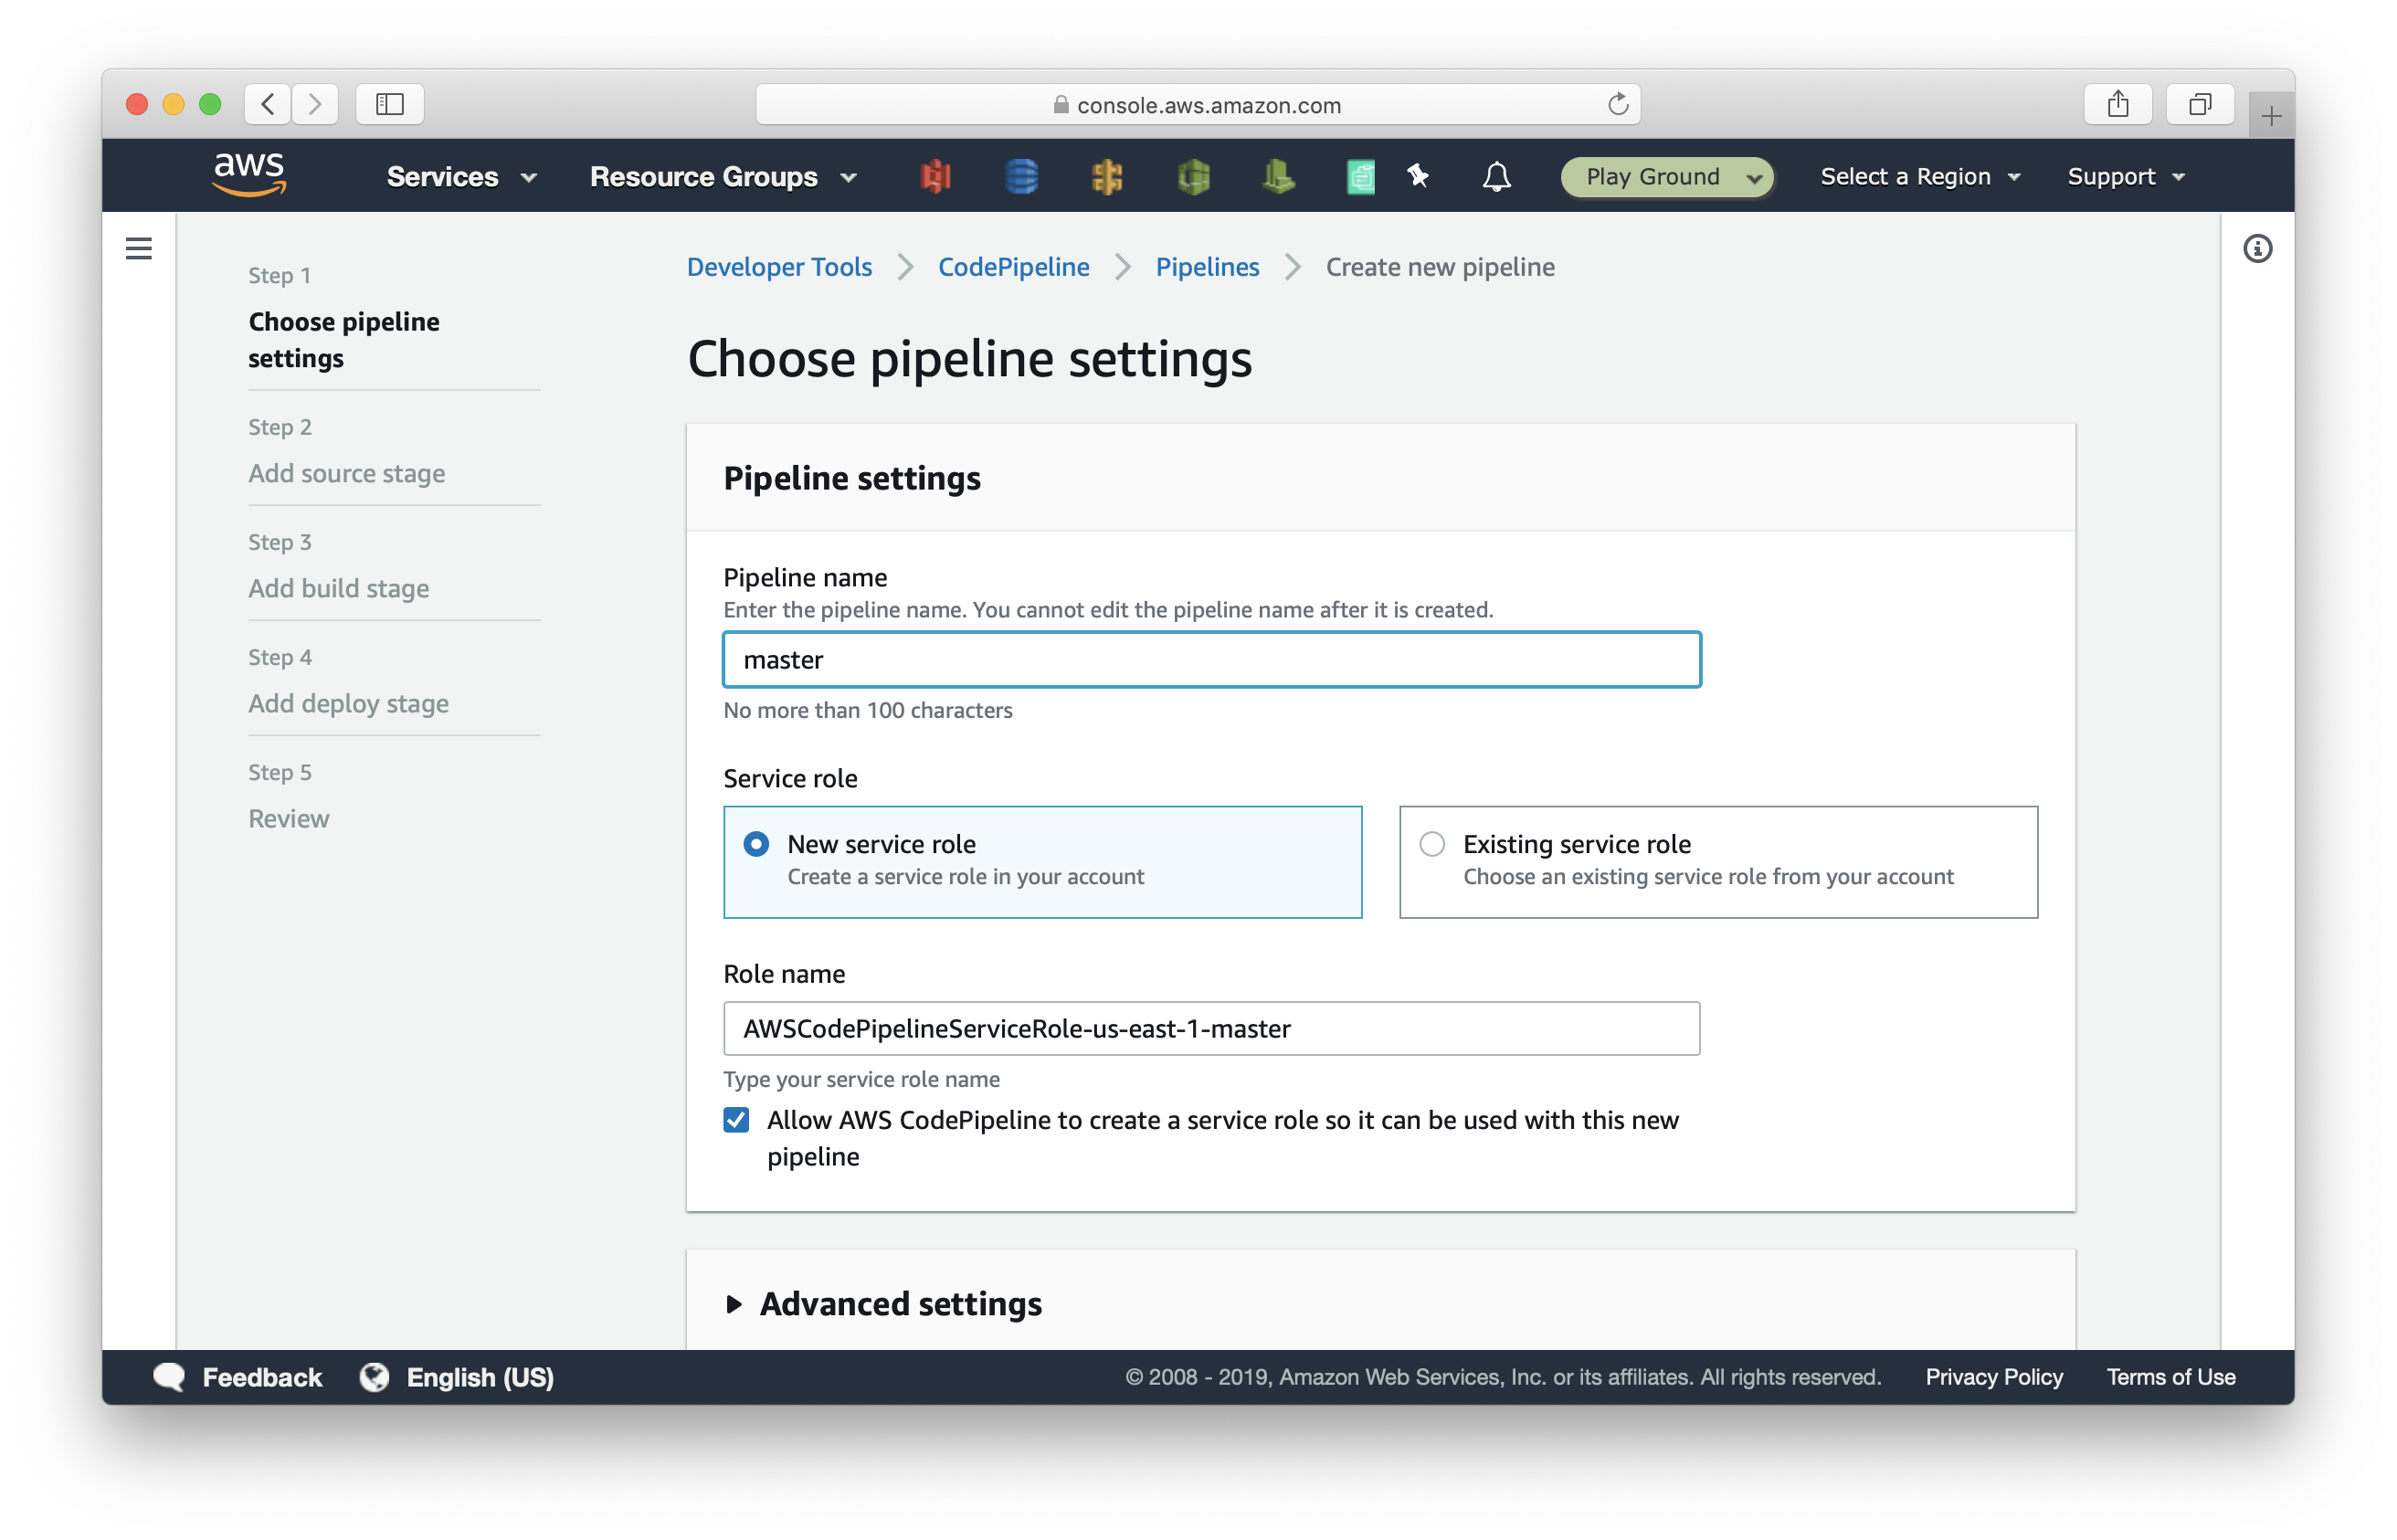 console.aws.amazon.com
aws
Services
Resource Groups
Play Ground
Select a Region
Support
Step 1
Choose pipeline
settings
Step 2
Add source stage
Step 3
Add build stage
Step 4
Add deploy stage
Step 5
Review
Developer Tools
CodePipeline
Pipelines
Create new pipeline
Choose pipeline settings
Pipeline settings
Pipeline name
Enter the pipeline name. You cannot edit the pipeline name after it is created.
master
No more than 100 characters
Service role
New service role
Create a service role in your account
Existing service role
Choose an existing service role from your account
Role name
AWSCodePipelineServiceRole-us-east-1-master
Type your service role name
Allow AWS CodePipeline to create a service role so it can be used with this new
pipeline
Advanced settings
Feedback
English (US)
© 2008 - 2019, Amazon Web Services, Inc. or its affiliates. All rights reserved.
Privacy Policy
Terms of Use